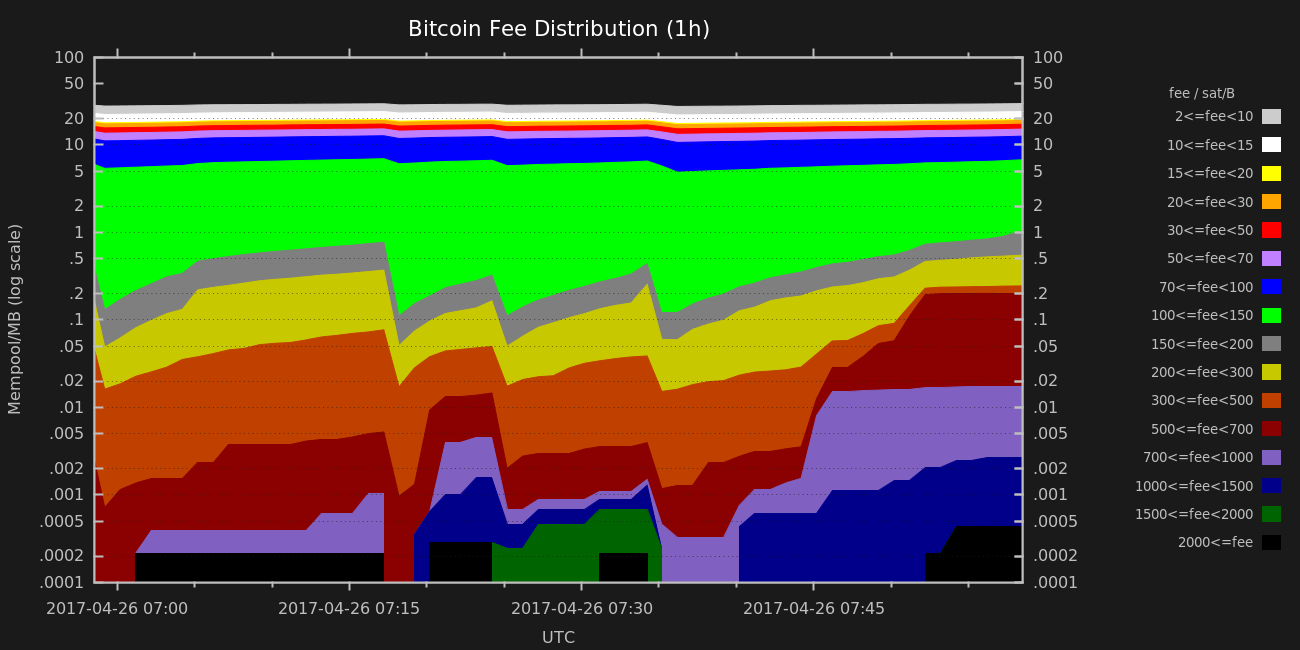 Bitcoin Fee Distribution (1h)
Mempool/MB (log scale)
100
50
20
10
5
2
1
.5
.2
.1
.05
.02
.01
.005
.002
.001
.0005
.0002
.0001
100
50
20
10
5
2
1
.5
.2
.1
.05
.02
.01
.005
.002
.001
.0005
.0002
.0001
2017-04-26 07:00
2017-04-26 07:15
2017-04-26 07:30
2017-04-26 07:45
UTC
fee / sat/B
2<=fee<10
10<=fee<15
15<=fee<20
20<=fee<30
30<=fee<50
50<=fee<70
70<=fee<100
100<=fee<150
150<=fee<200
200<=fee<300
300<=fee<500
500<=fee<700
700<=fee<1000
1000<=fee<1500
1500<=fee<2000
2000<=fee